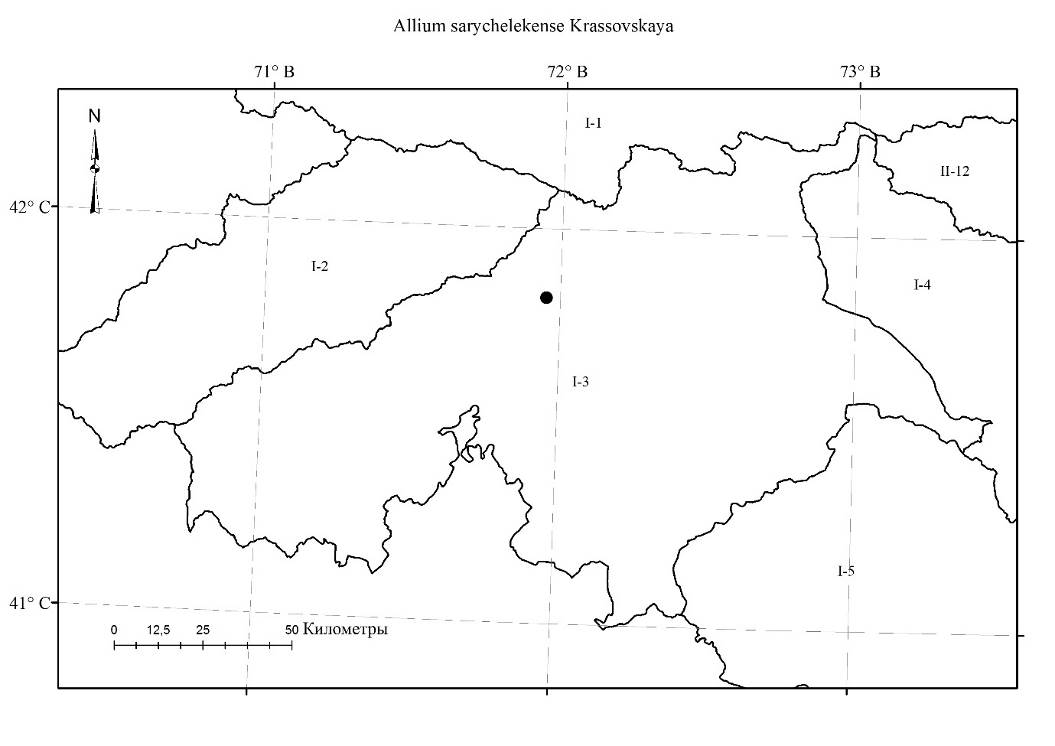 Allium sarychelekense Krassovskaya
71° В 72° В 73° В
N
I-1
II-12
42° С
I-2
I-4
I-3
I-5
41° С
0 12,5 25 50 Километры